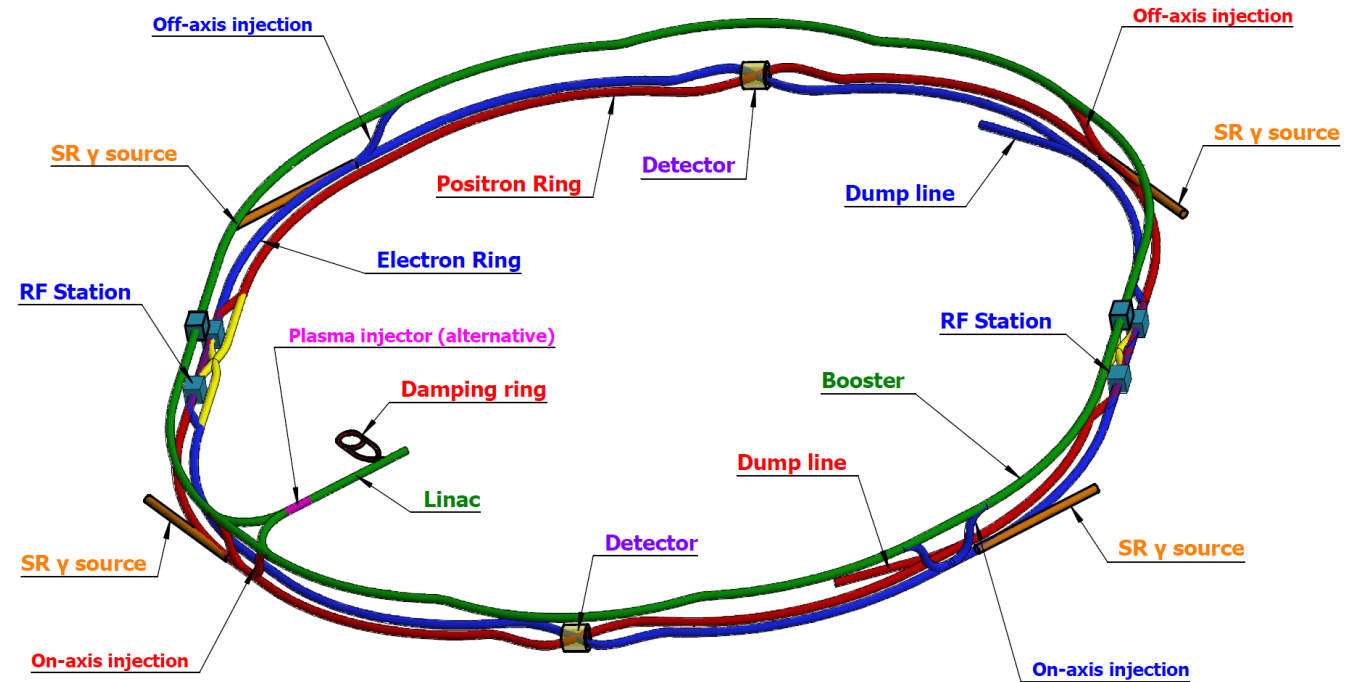 Off-axis injection
Off-axis injection
SR γ source
SR γ source
Detector
Positron Ring
Dump line
Electron Ring
RF Station
RF Station
Plasma injector (alternative)
Damping ring
Booster
Dump line
Linac
Detector
SR γ source
SR γ source
On-axis injection
On-axis injection